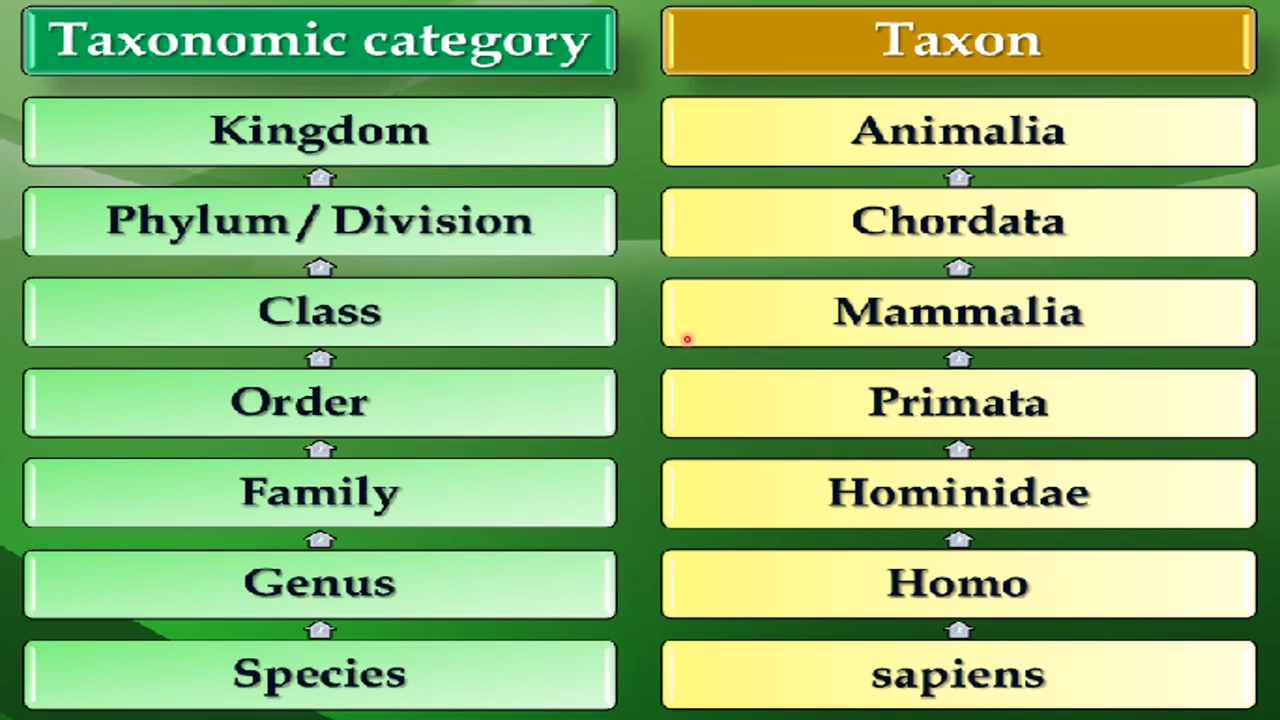 Taxonomic category
Taxon
Kingdom
Animalia
Phylum / Division
Chordata
Class
Mammalia
Order
Primata
Family
Hominidae
Genus
Homo
Species
sapiens